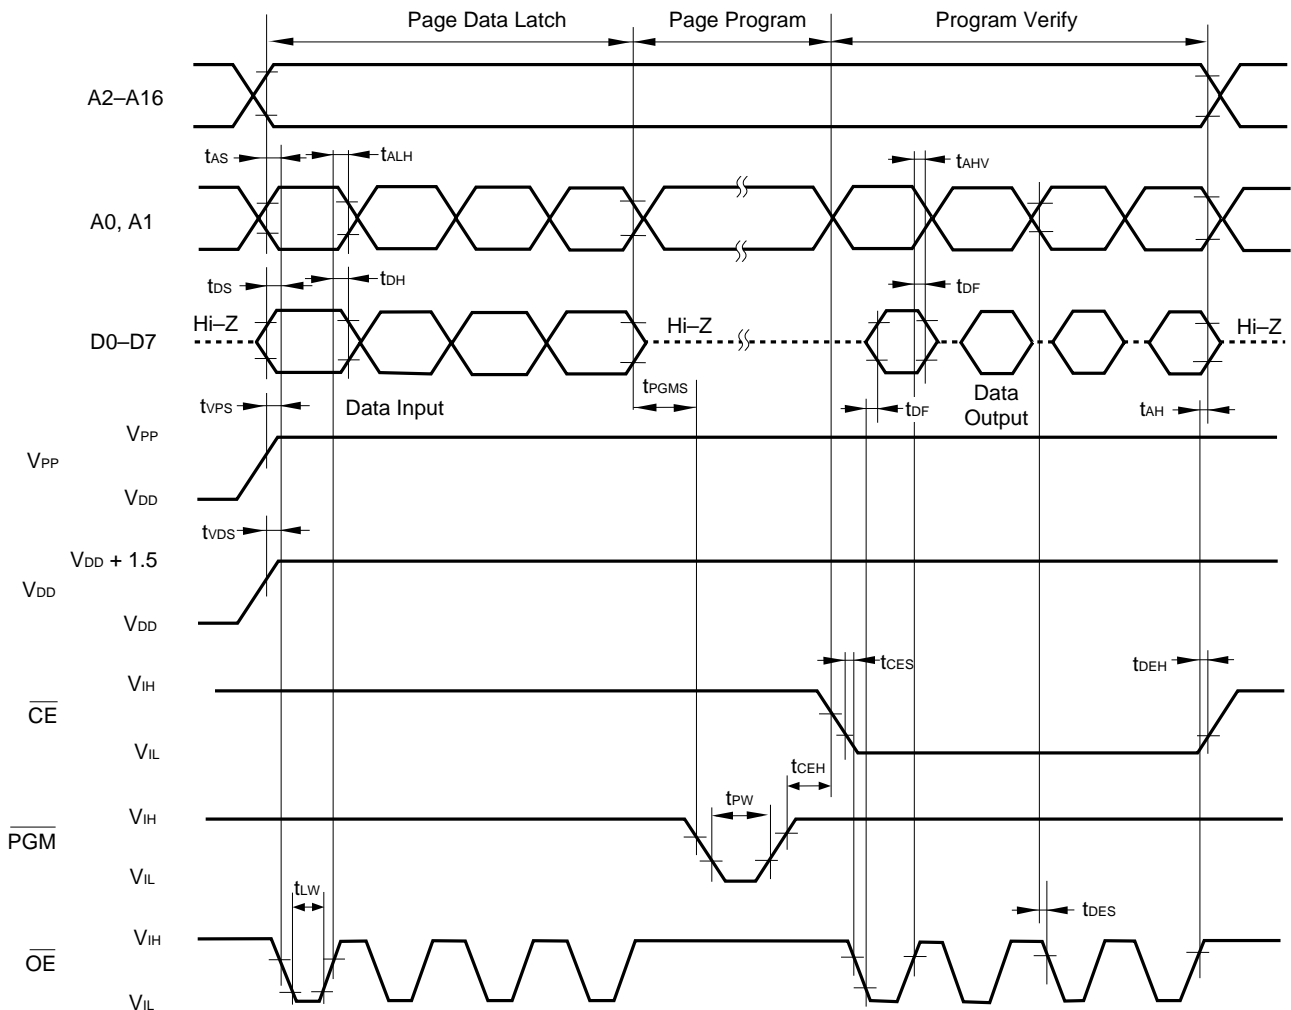 Page Data Latch Page Program Program Verify
A2–A16
tAS tALH tAHV
A0, A1
tDS tDH tDF
Hi–Z Hi–Z Hi–Z
D0–D7
tPGMS
tVPS Data Input tDF Data Output tAH
VPP
VPP
VDD
tVDS
VDD + 1.5
VDD
VDD
tCES tDEH
VIH
CE
VIL
tCEH
tPW
VIH
PGM
VIL
tLW tDES
VIH
OE
VIL